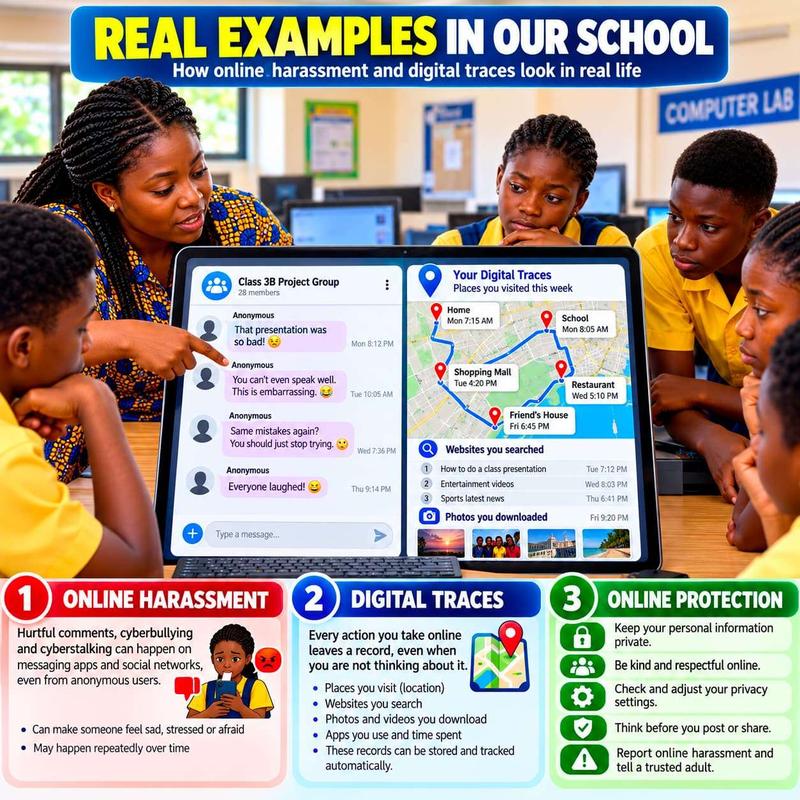 REAL EXAMPLES IN OUR SCHOOL
How online harassment and digital traces look in real life
COMPUTER LAB
Class 3B Project Group
28 members
Anonymous
That presentation was
so bad! 😣
Mon 8:12 PM
Anonymous
You can't even speak well.
This is embarrassing. 😂
Tue 10:05 AM
Anonymous
Same mistakes again?
You should just stop trying. 🥲
Wed 7:36 PM
Anonymous
Everyone laughed! 😄
Thu 9:14 PM
Type a message...
Your Digital Traces
Places you visited this week
Home
Mon 7:15 AM
School
Mon 8:05 AM
Shopping Mall
Tue 4:20 PM
Restaurant
Wed 5:10 PM
Friend's House
Fri 6:45 PM
Websites you searched
1 How to do a class presentation Tue 7:12 PM
2 Entertainment videos Wed 8:03 PM
3 Sports latest news Thu 6:41 PM
Photos you downloaded Fri 9:20 PM
1 ONLINE HARASSMENT
Hurtful comments, cyberbullying
and cyberstalking can happen on
messaging apps and social networks,
even from anonymous users.
• Can make someone feel sad, stressed or afraid
• May happen repeatedly over time
2 DIGITAL TRACES
Every action you take online
leaves a record, even when
you are not thinking about it.
• Places you visit (location)
• Websites you search
• Photos and videos you download
• Apps you use and time spent
• These records can be stored and tracked
automatically.
3 ONLINE PROTECTION
Keep your personal information
private.
Be kind and respectful online.
Check and adjust your privacy
settings.
Think before you post or share.
Report online harassment and
tell a trusted adult.